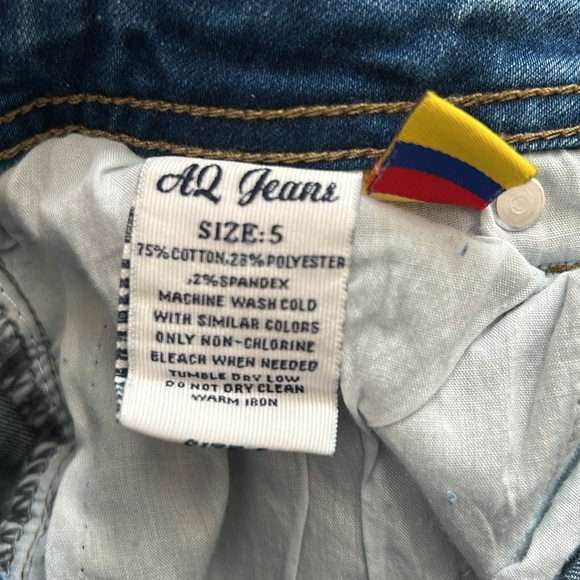 AQ Jeans
SIZE: 5
75% COTTON.23% POLYESTER
.2% SPANDEX
MACHINE WASH COLD
WITH SIMILAR COLORS
ONLY NON-CHLORINE
BLEACH WHEN NEEDED
TUMBLE DRY LOW
DO NOT DRY CLEAN
WARM IRON